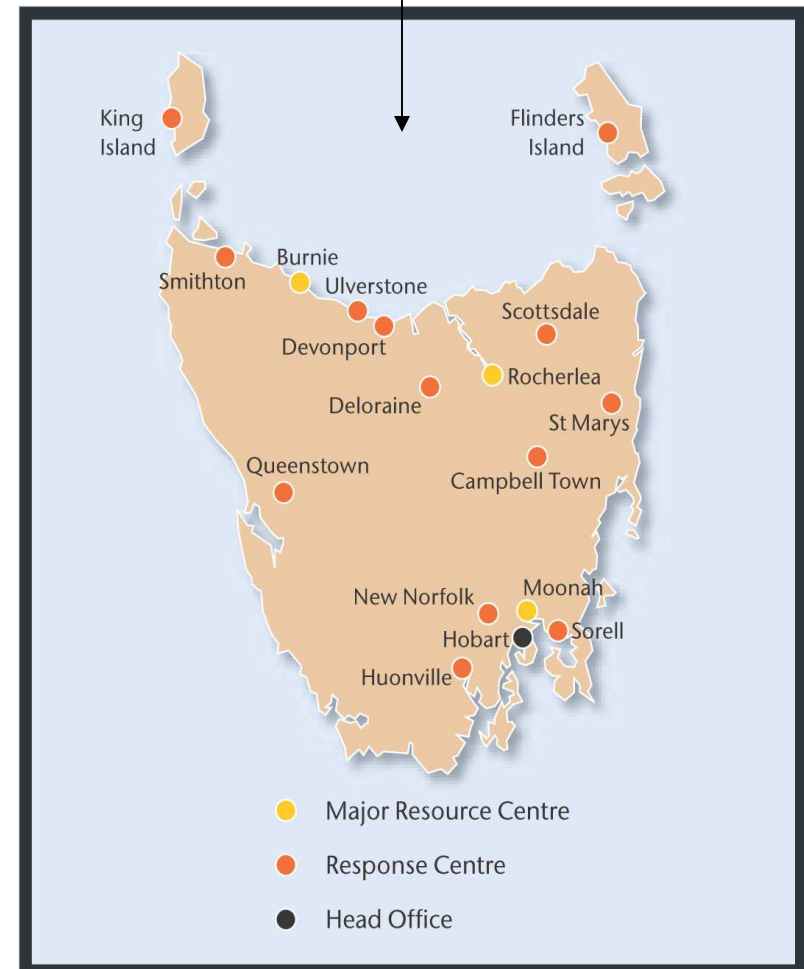 King
Island
Flinders
Island
Burnie
Smithton
Ulverstone
Scottsdale
Devonport
Rocherlea
Deloraine
St Marys
Queenstown
Campbell Town
Moonah
New Norfolk
Sorell
Hobart
Huonville
Major Resource Centre
Response Centre
Head Office